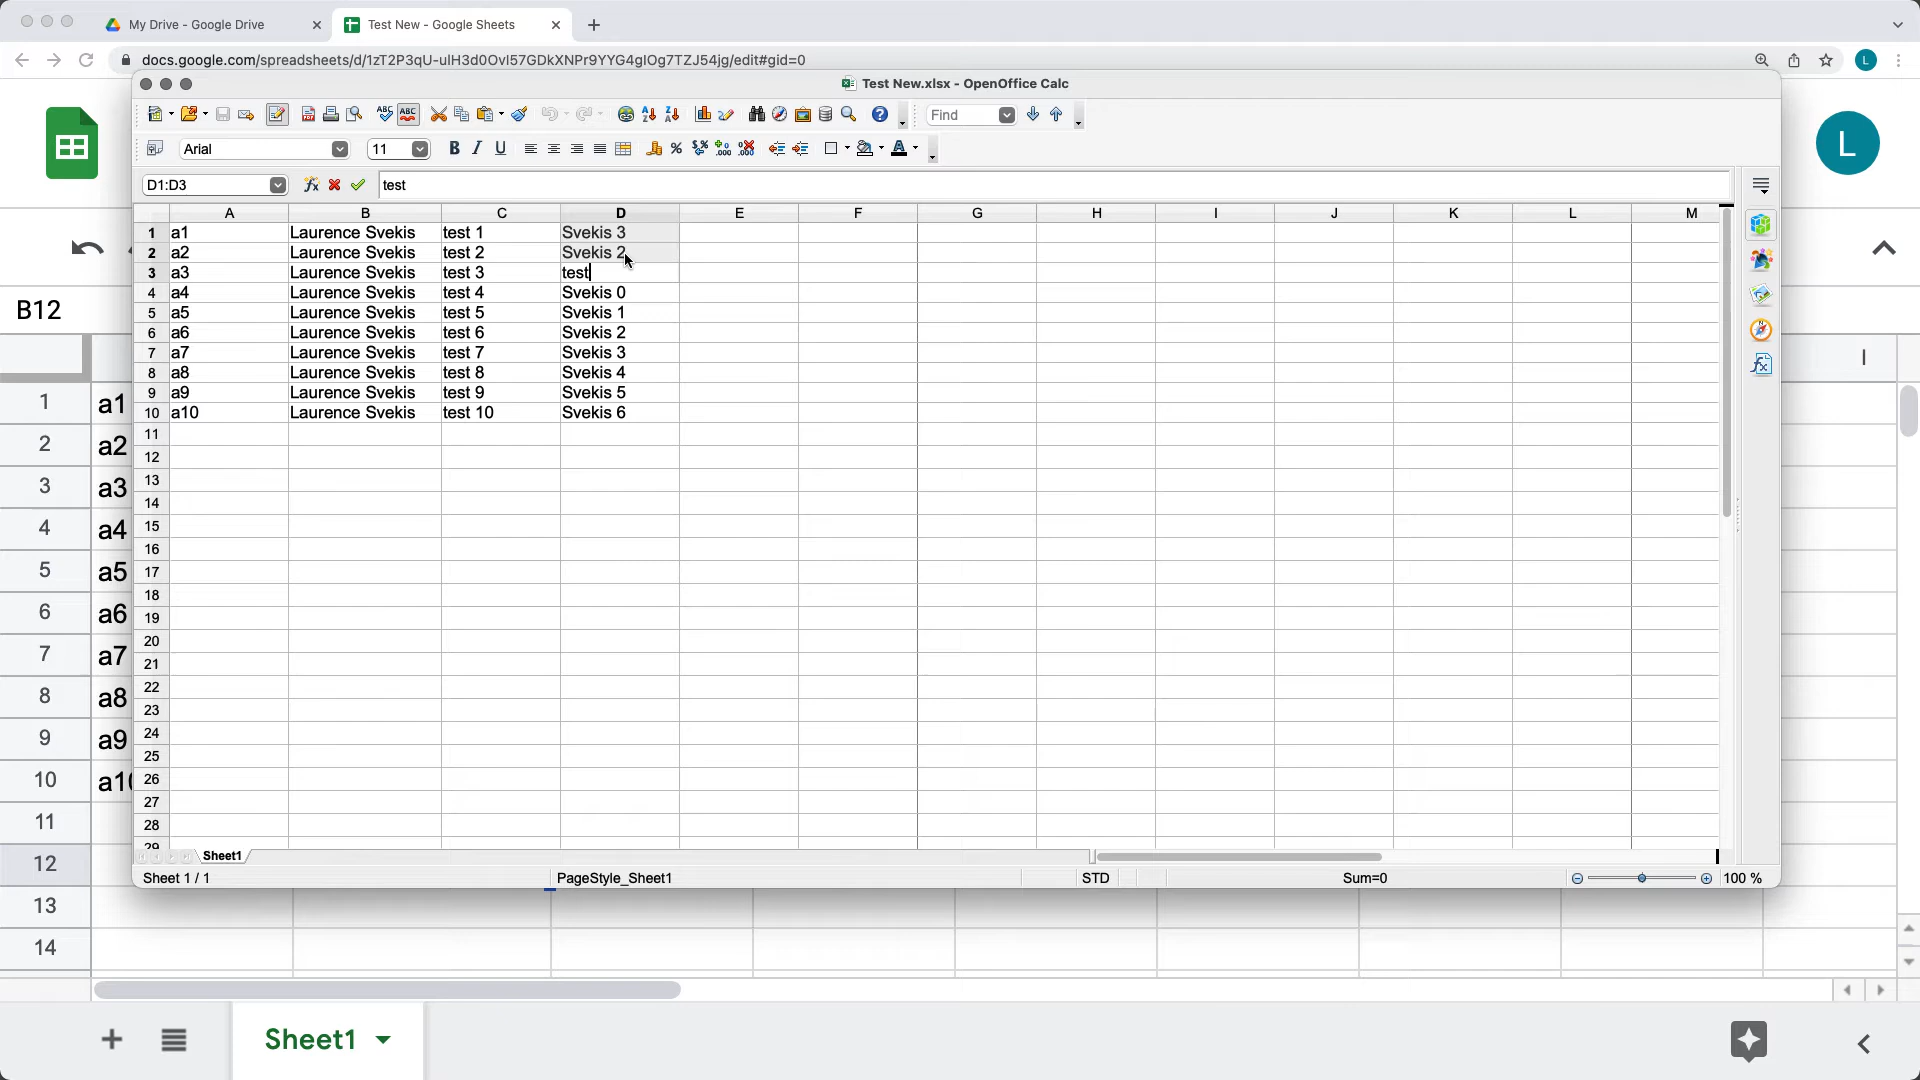 My Drive - Google Drive
Test New - Google Sheets
docs.google.com/spreadsheets/d/1zT2P3qU-ulH3d0Ovl57GDkXNPr9YYG4glOg7TZJ54jg/edit#gid=0
L
Test New.xlsx - OpenOffice Calc
Find
Arial
11
B I U
L
D1:D3
test
A B C D E F G H I J K L M
1 a1 Laurence Svekis test 1 Svekis 3
2 a2 Laurence Svekis test 2 Svekis 2
3 a3 Laurence Svekis test 3 test
4 a4 Laurence Svekis test 4 Svekis 0
5 a5 Laurence Svekis test 5 Svekis 1
6 a6 Laurence Svekis test 6 Svekis 2
7 a7 Laurence Svekis test 7 Svekis 3
8 a8 Laurence Svekis test 8 Svekis 4
9 a9 Laurence Svekis test 9 Svekis 5
10 a10 Laurence Svekis test 10 Svekis 6
11
12
13
14
15
16
17
18
19
20
21
22
23
24
25
26
27
28
29
Sheet1
Sheet 1 / 1
PageStyle_Sheet1
STD
Sum=0
100 %
B12
I
1 a1
2 a2
3 a3
4 a4
5 a5
6 a6
7 a7
8 a8
9 a9
10 a10
11
12
13
14
Sheet1